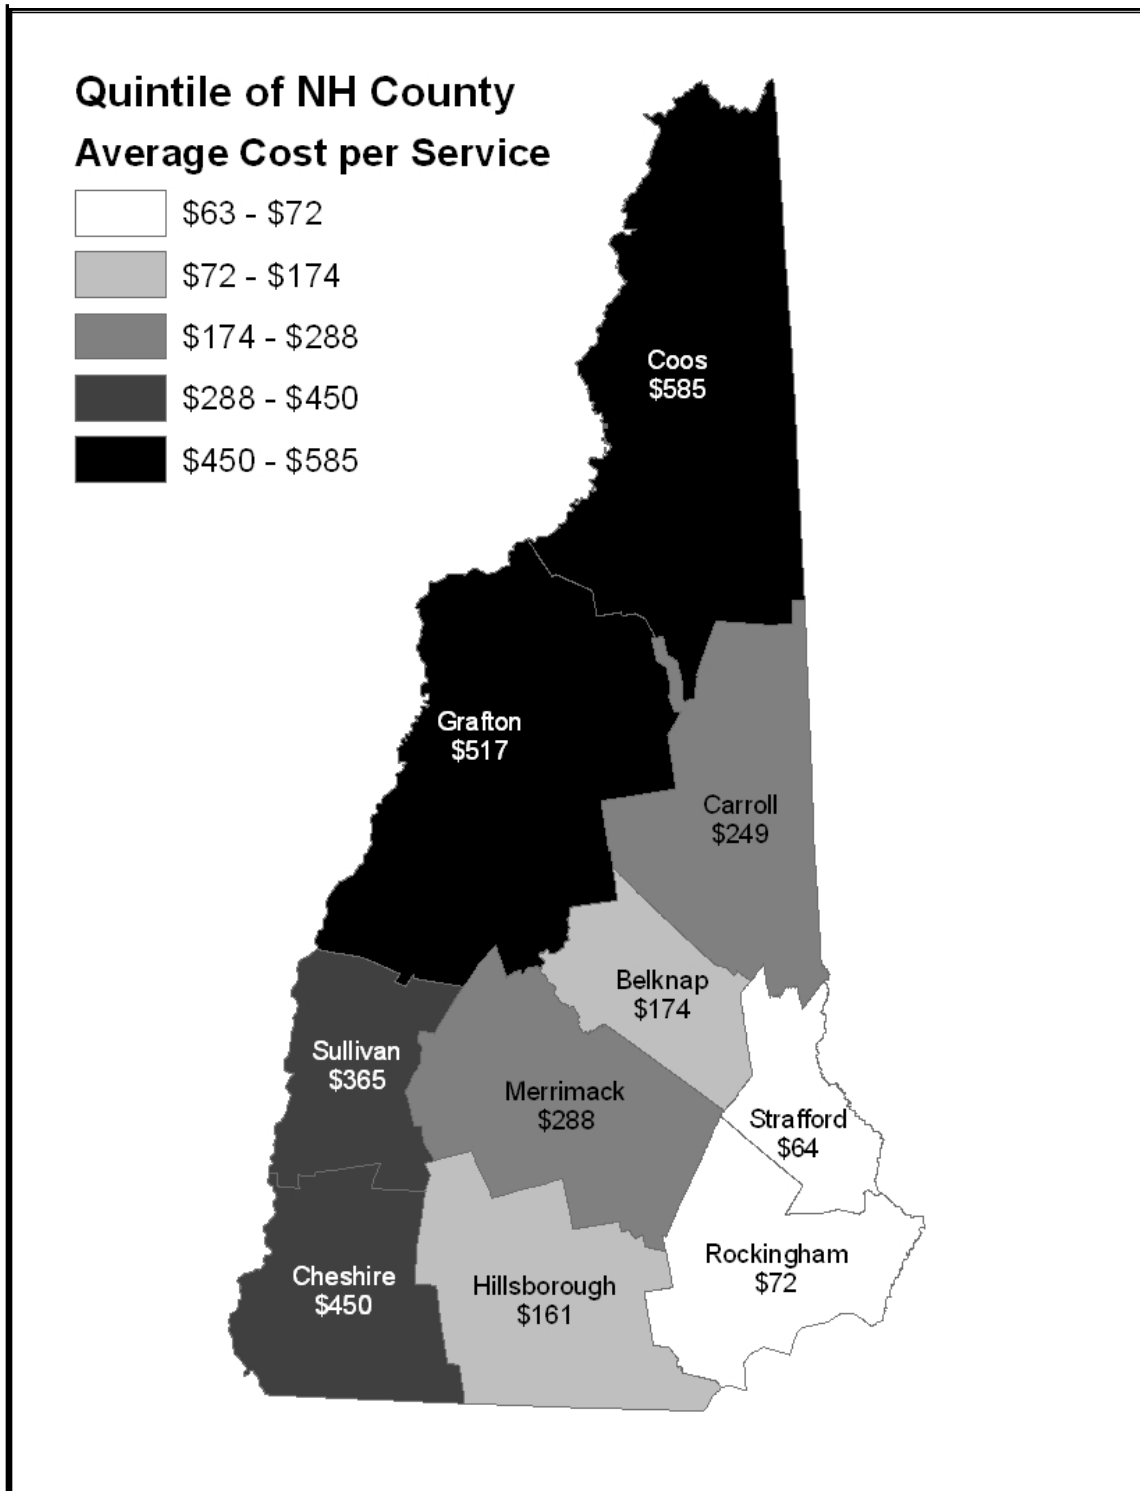 Quintile of NH County
Average Cost per Service
$63 - $72
$72 - $174
$174 - $288
$288 - $450
$450 - $585
Coos
$585
Grafton
$517
Carroll
$249
Belknap
$174
Sullivan
$365
Merrimack
$288
Strafford
$64
Rockingham
$72
Cheshire
$450
Hillsborough
$161